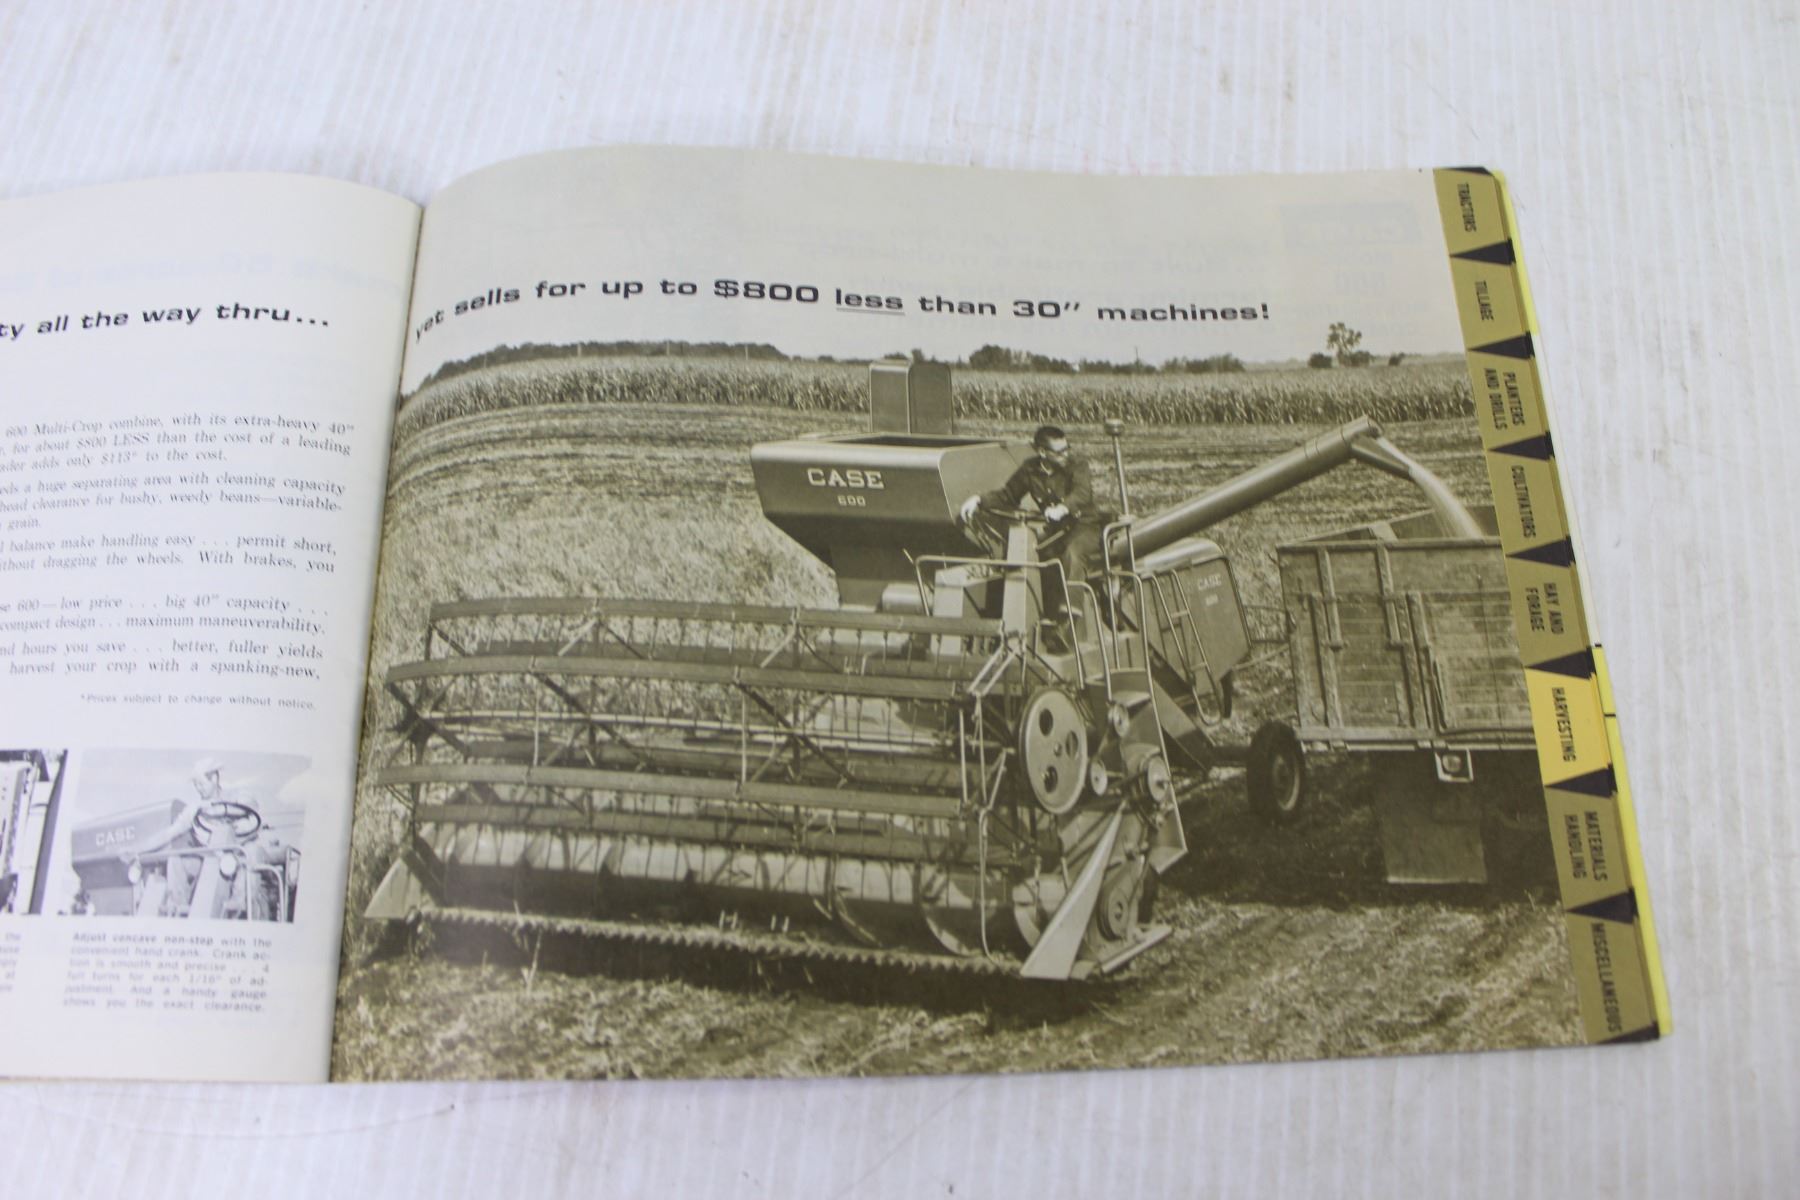 ty all the way thru...
600 Multi-Crop combine, with its extra-heavy 40"
for about $800 LESS than the cost of a leading
ader adds only $113* to the cost.
eds a huge separating area with cleaning capacity
head clearance for bushy, weedy beans—variable-
grain.
l balance make handling easy . . . permit short,
ithout dragging the wheels. With brakes, you
se 600 — low price . . . big 40" capacity . . .
compact design . . . maximum maneuverability.
nd hours you save . . . better, fuller yields
harvest your crop with a spanking-new,
*Prices subject to change without notice.
CASE
the
at
Adjust concave non-stop with the
convenient hand crank. Crank ac-
tion is smooth and precise . . . 4
full turns for each 1/16" of ad-
justment. And a handy gauge
shows you the exact clearance.
yet sells for up to $800 less than 30" machines!
CASE
600
CASE
TRACTORS
TILLAGE
PLANTERS
AND DRILLS
CULTIVATORS
HAY AND
FORAGE
HARVESTING
MATERIALS
HANDLING
MISCELLANEOUS